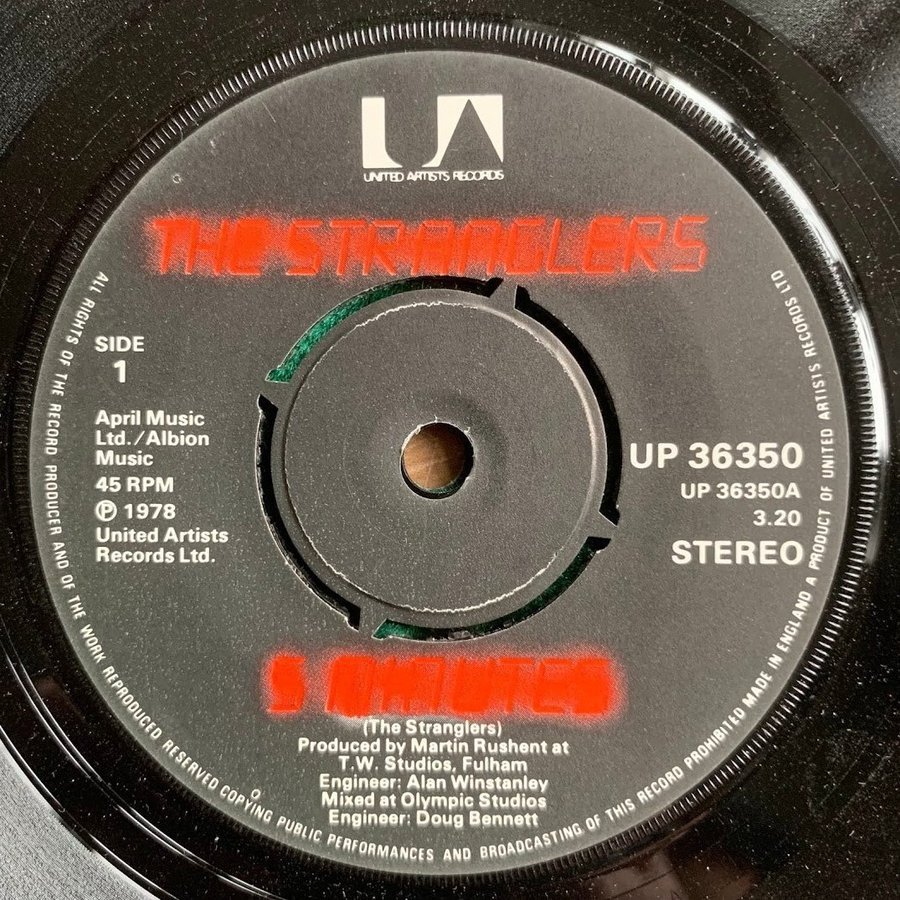 UA
UNITED ARTISTS RECORDS
THE STRANGLERS
SIDE
1
April Music
Ltd./Albion
Music
45 RPM
Ⓟ 1978
United Artists
Records Ltd.
UP 36350
UP 36350A
3.20
STEREO
5 MINUTES
(The Stranglers)
Produced by Martin Rushent at
T.W. Studios, Fulham
Engineer: Alan Winstanley
Mixed at Olympic Studios
Engineer: Doug Bennett
ALL RIGHTS OF THE RECORD PRODUCER AND OF THE WORK REPRODUCED RESERVED COPYING PUBLIC PERFORMANCES AND BROADCASTING OF THIS RECORD PROHIBITED MADE IN ENGLAND A PRODUCT OF UNITED ARTISTS RECORDS LTD